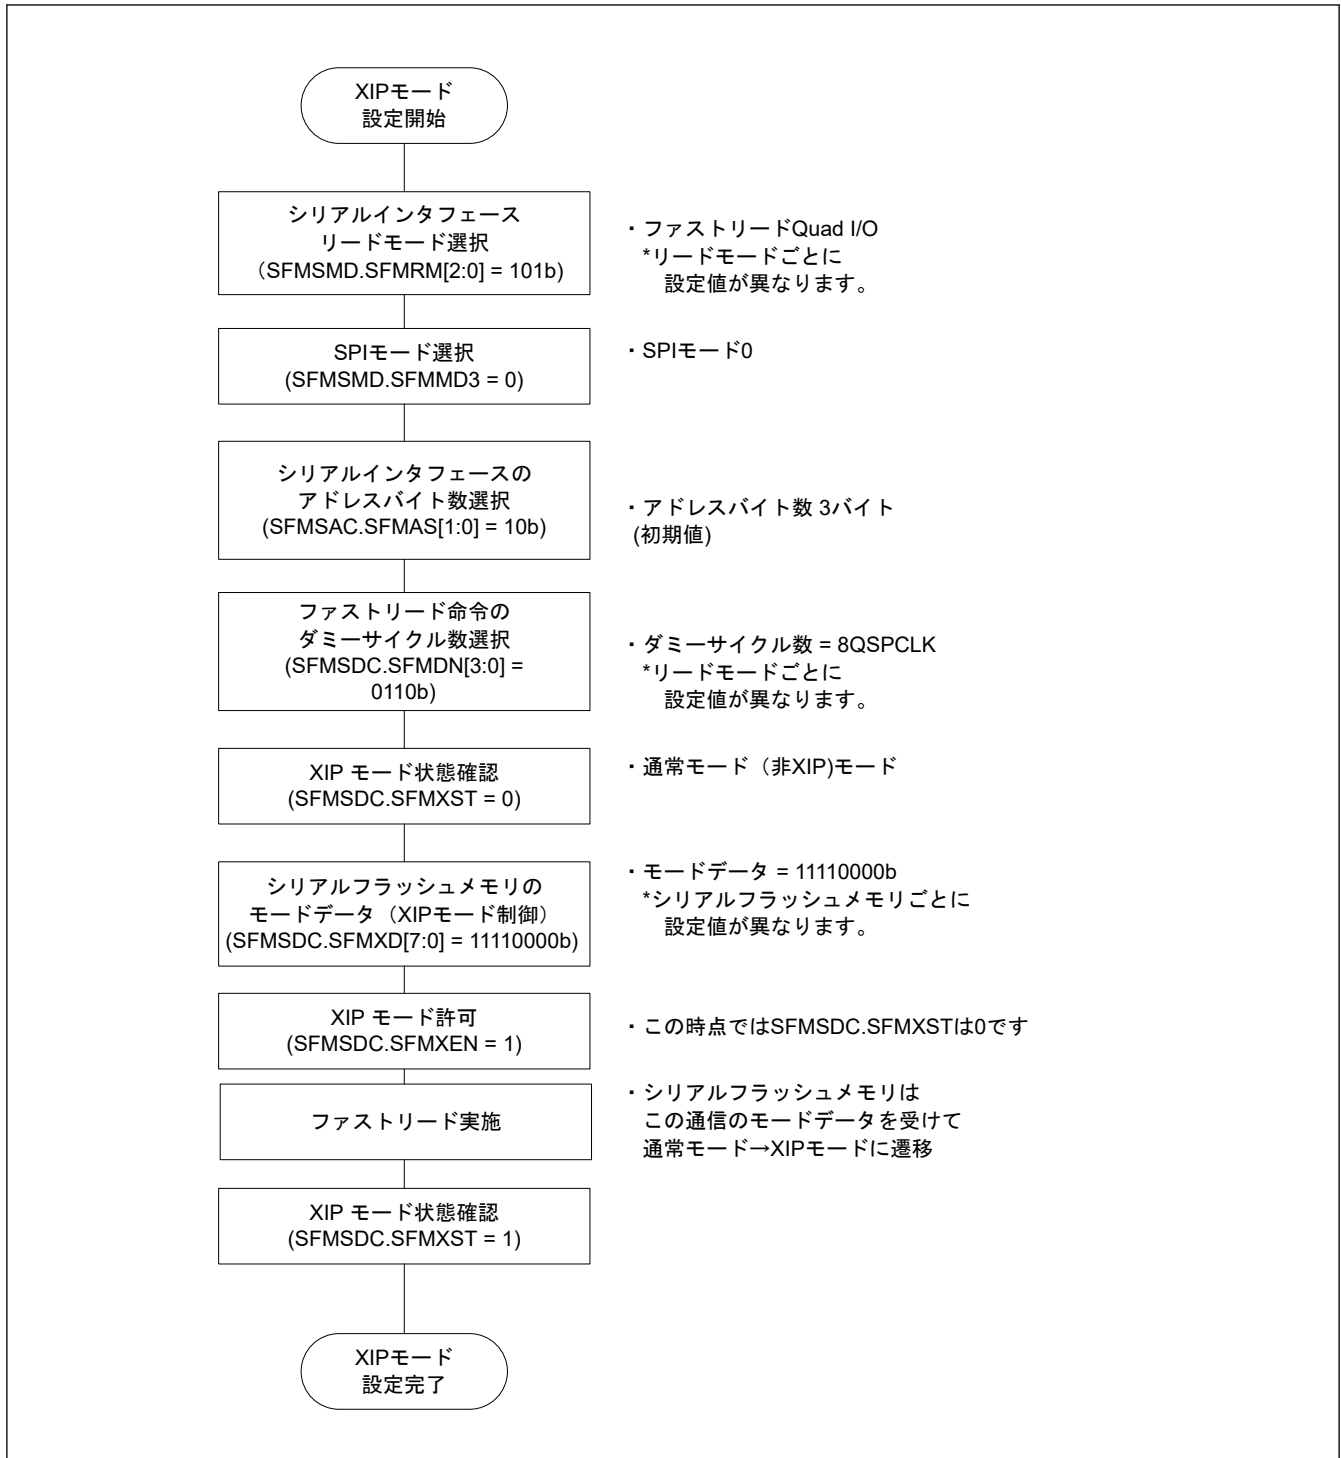 XIPモード
設定開始
シリアルインタフェース
リードモード選択
（SFMSMD.SFMRM[2:0] = 101b)
・ファストリードQuad I/O
*リードモードごとに
設定値が異なります。
SPIモード選択
(SFMSMD.SFMMD3 = 0)
・SPIモード0
シリアルインタフェースの
アドレスバイト数選択
(SFMSAC.SFMAS[1:0] = 10b)
・アドレスバイト数 3バイト
(初期値)
ファストリード命令の
ダミーサイクル数選択
(SFMSDC.SFMDN[3:0] =
0110b)
・ダミーサイクル数 = 8QSPCLK
*リードモードごとに
設定値が異なります。
XIP モード状態確認
(SFMSDC.SFMXST = 0)
・通常モード（非XIP)モード
シリアルフラッシュメモリの
モードデータ（XIPモード制御）
(SFMSDC.SFMXD[7:0] = 11110000b)
・モードデータ = 11110000b
*シリアルフラッシュメモリごとに
設定値が異なります。
XIP モード許可
(SFMSDC.SFMXEN = 1)
・この時点ではSFMSDC.SFMXSTは0です
ファストリード実施
・シリアルフラッシュメモリは
この通信のモードデータを受けて
通常モード→XIPモードに遷移
XIP モード状態確認
(SFMSDC.SFMXST = 1)
XIPモード
設定完了